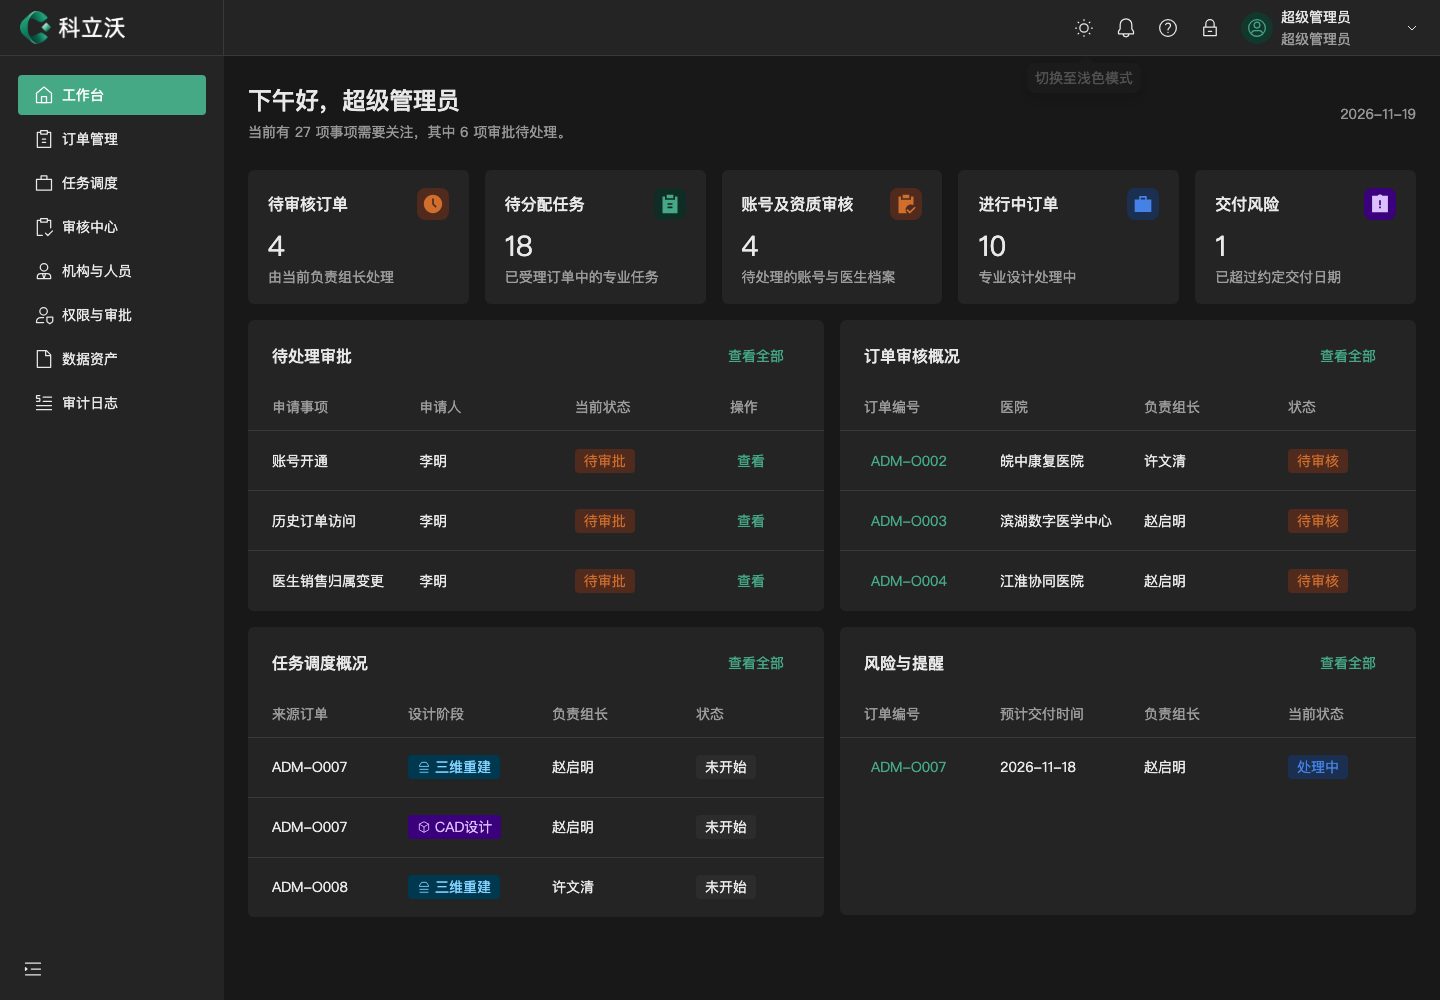 科立沃
超级管理员
超级管理员
切换至浅色模式
工作台
订单管理
任务调度
审核中心
机构与人员
权限与审批
数据资产
审计日志
下午好，超级管理员
当前有 27 项事项需要关注，其中 6 项审批待处理。
2026-11-19
待审核订单
4
由当前负责组长处理
待分配任务
18
已受理订单中的专业任务
账号及资质审核
4
待处理的账号与医生档案
进行中订单
10
专业设计处理中
交付风险
1
已超过约定交付日期
待处理审批 查看全部
申请事项 申请人 当前状态 操作
账号开通 李明 待审批 查看
历史订单访问 李明 待审批 查看
医生销售归属变更 李明 待审批 查看
订单审核概况 查看全部
订单编号 医院 负责组长 状态
ADM-O002 皖中康复医院 许文清 待审核
ADM-O003 滨湖数字医学中心 赵启明 待审核
ADM-O004 江淮协同医院 赵启明 待审核
任务调度概况 查看全部
来源订单 设计阶段 负责组长 状态
ADM-O007 三维重建 赵启明 未开始
ADM-O007 CAD设计 赵启明 未开始
ADM-O008 三维重建 许文清 未开始
风险与提醒 查看全部
订单编号 预计交付时间 负责组长 当前状态
ADM-O007 2026-11-18 赵启明 处理中